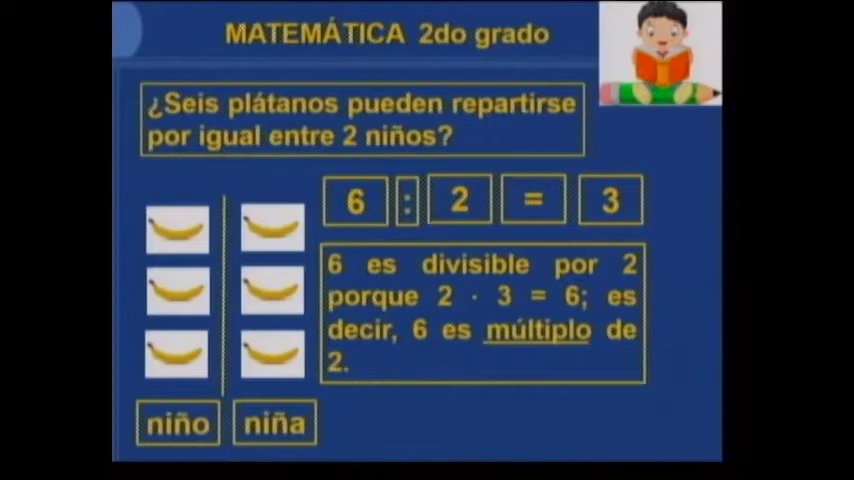 MATEMÁTICA 2do grado
¿Seis plátanos pueden repartirse
por igual entre 2 niños?
6 : 2 = 3
6 es divisible por 2
porque 2 · 3 = 6; es
decir, 6 es múltiplo de
2.
niño niña